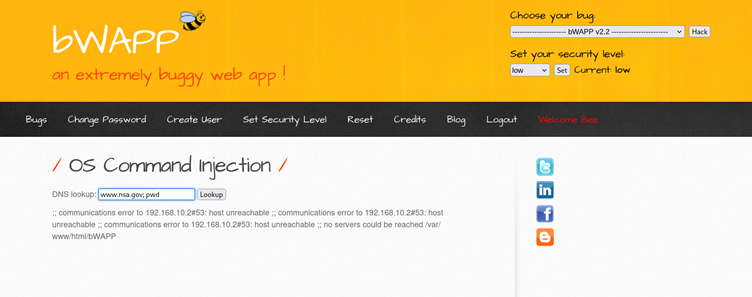 bWAPP
an extremely buggy web app !
Choose your bug:
---------------------- bWAPP v2.2 ----------------------- Hack
Set your security level:
low Set Current: low
Bugs Change Password Create User Set Security Level Reset Credits Blog Logout Welcome Bee
/ OS Command Injection /
DNS lookup: www.nsa.gov; pwd Lookup
;; communications error to 192.168.10.2#53: host unreachable ;; communications error to 192.168.10.2#53: host
unreachable ;; communications error to 192.168.10.2#53: host unreachable ;; no servers could be reached /var/
www/html/bWAPP